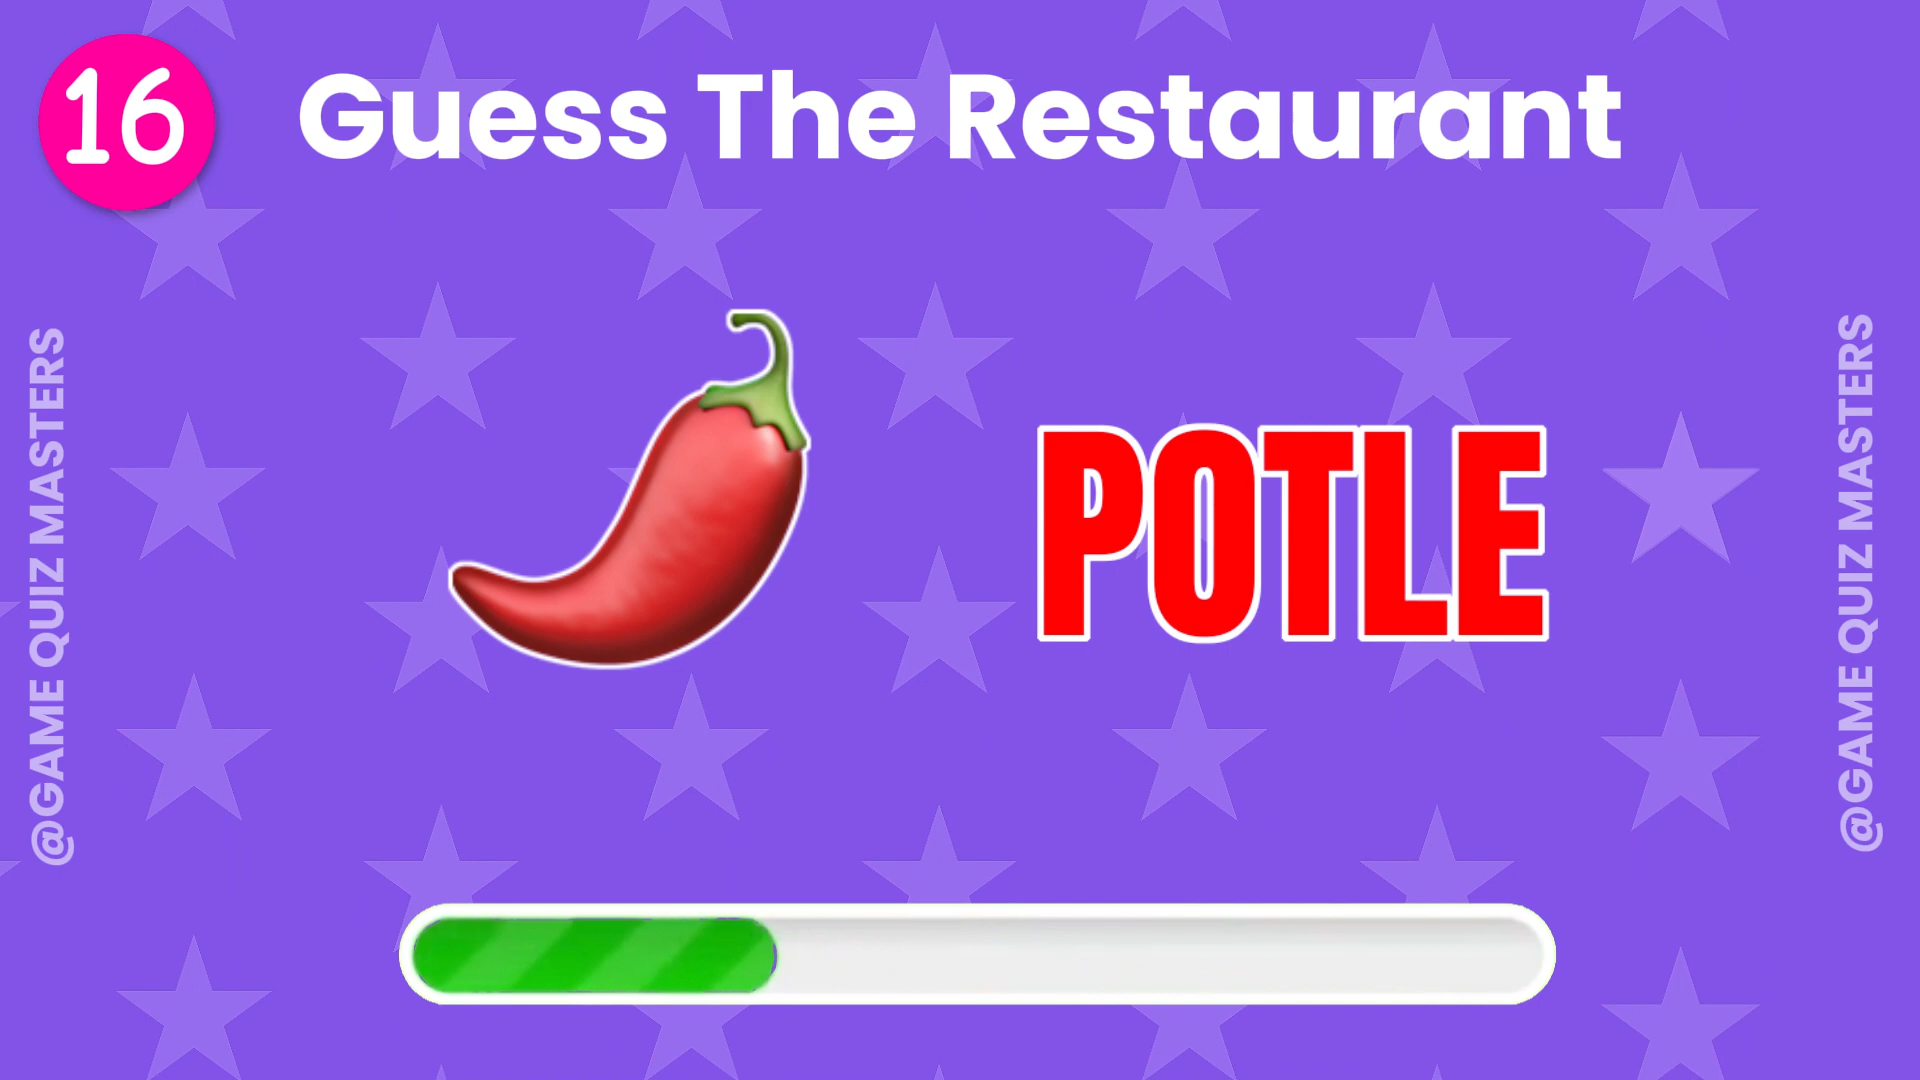 16
Guess The Restaurant
POTLE
@GAME QUIZ MASTERS
@GAME QUIZ MASTERS